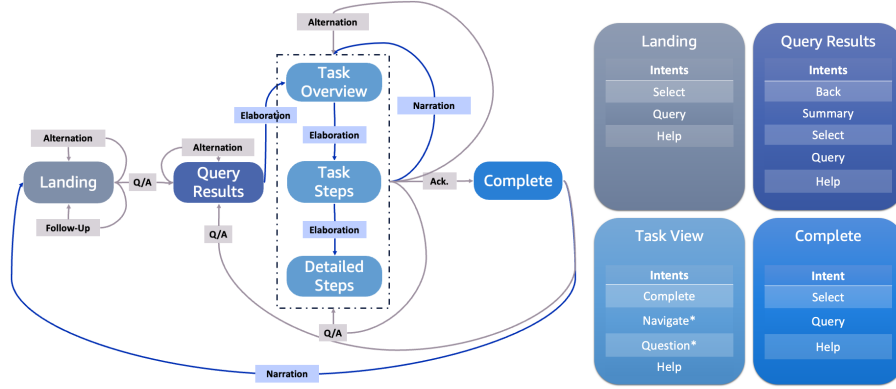 Alternation
Task
Overview
Narration
Elaboration
Elaboration
Alternation
Alternation
Landing
Q/A
Query
Results
Task
Steps
Ack.
Complete
Follow-Up
Q/A
Elaboration
Detailed
Steps
Q/A
Narration
Landing
Intents
Select
Query
Help
Query Results
Intents
Back
Summary
Select
Query
Help
Task View
Intents
Complete
Navigate*
Question*
Help
Complete
Intent
Select
Query
Help